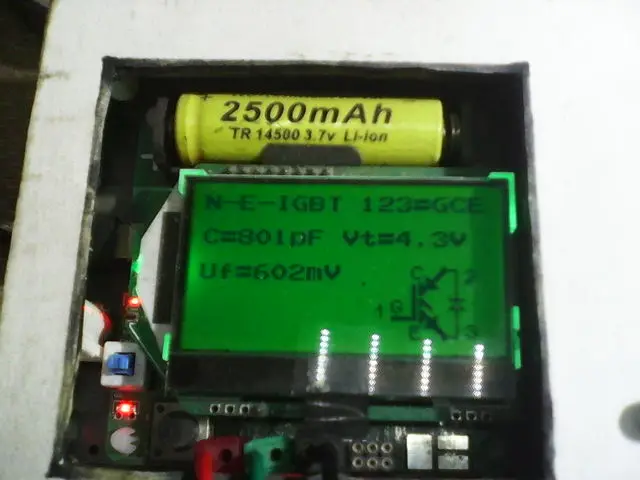 2500mAh
TR 14500 3.7v Li-ion
N-E-IGBT 123=GCE
C=801pF Vt=4.3V
Uf=602mV
C 2
1 G
E 3